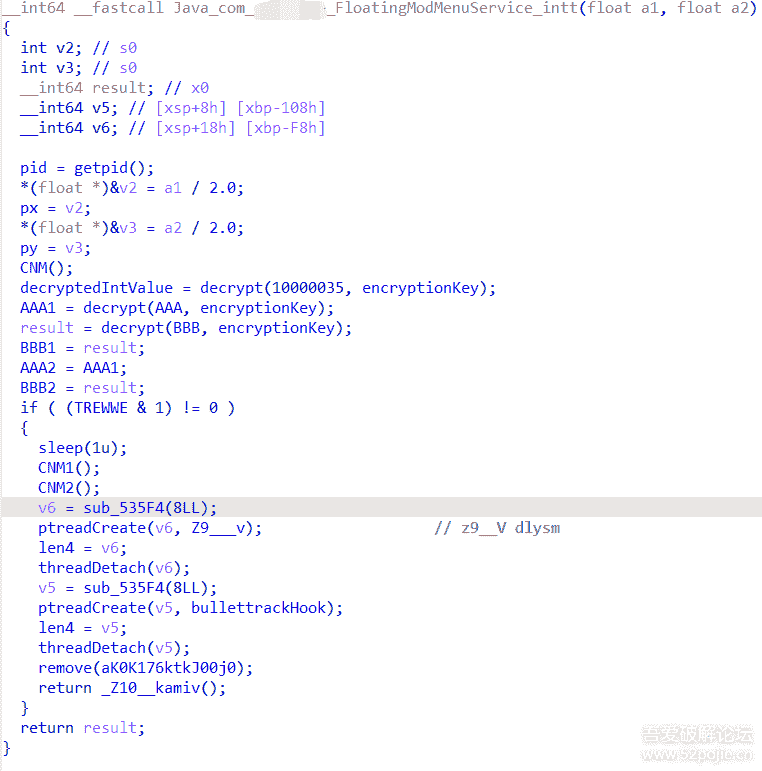 __int64 __fastcall Java_com_ _FloatingModMenuService_intt(float a1, float a2)
{
int v2; // s0
int v3; // s0
__int64 result; // x0
__int64 v5; // [xsp+8h] [xbp-108h]
__int64 v6; // [xsp+18h] [xbp-F8h]
pid = getpid();
*(float *)&v2 = a1 / 2.0;
px = v2;
*(float *)&v3 = a2 / 2.0;
py = v3;
CNM();
decryptedIntValue = decrypt(10000035, encryptionKey);
AAA1 = decrypt(AAA, encryptionKey);
result = decrypt(BBB, encryptionKey);
BBB1 = result;
AAA2 = AAA1;
BBB2 = result;
if ( (TREWWE & 1) != 0 )
{
sleep(1u);
CNM1();
CNM2();
v6 = sub_535F4(8LL);
ptreadCreate(v6, Z9___v); // z9__V dlysm
len4 = v6;
threadDetach(v6);
v5 = sub_535F4(8LL);
ptreadCreate(v5, bullettrackHook);
len4 = v5;
threadDetach(v5);
remove(aK0K176ktkJ00j0);
return _Z10__kamiv();
}
return result;
}
吾爱破解论坛
www.52pojie.cn